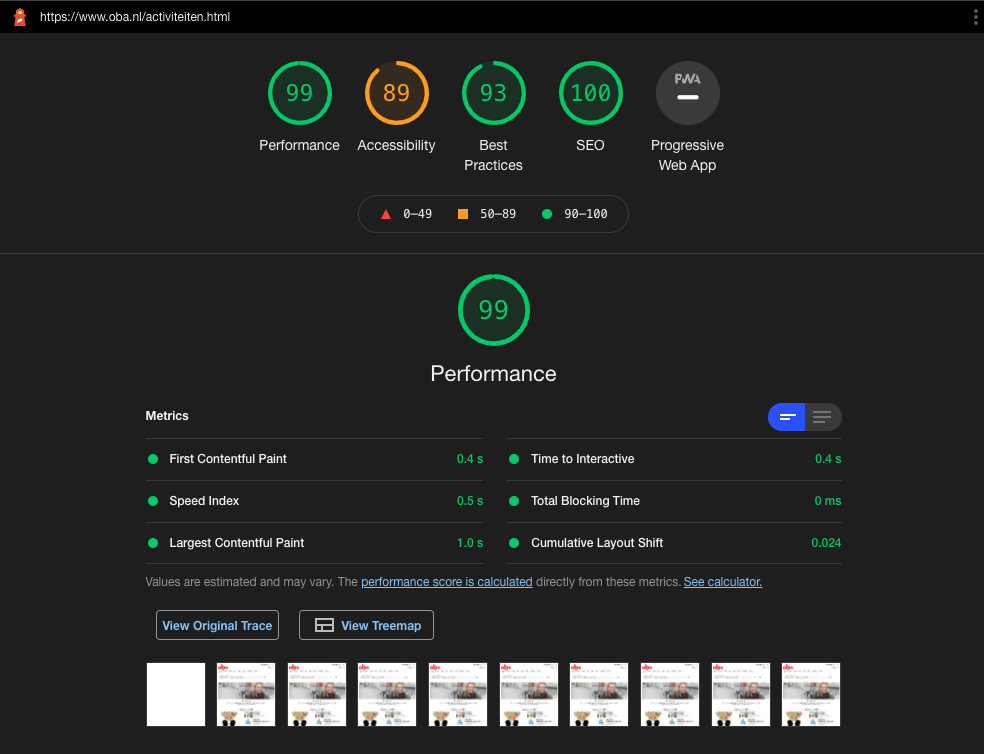 https://www.oba.nl/activiteiten.html
99 89 93 100 PWA
Performance Accessibility Best Practices SEO Progressive Web App
0–49 50–89 90–100
99
Performance
Metrics
First Contentful Paint 0.4 s
Time to Interactive 0.4 s
Speed Index 0.5 s
Total Blocking Time 0 ms
Largest Contentful Paint 1.0 s
Cumulative Layout Shift 0.024
Values are estimated and may vary. The performance score is calculated directly from these metrics. See calculator.
View Original Trace View Treemap